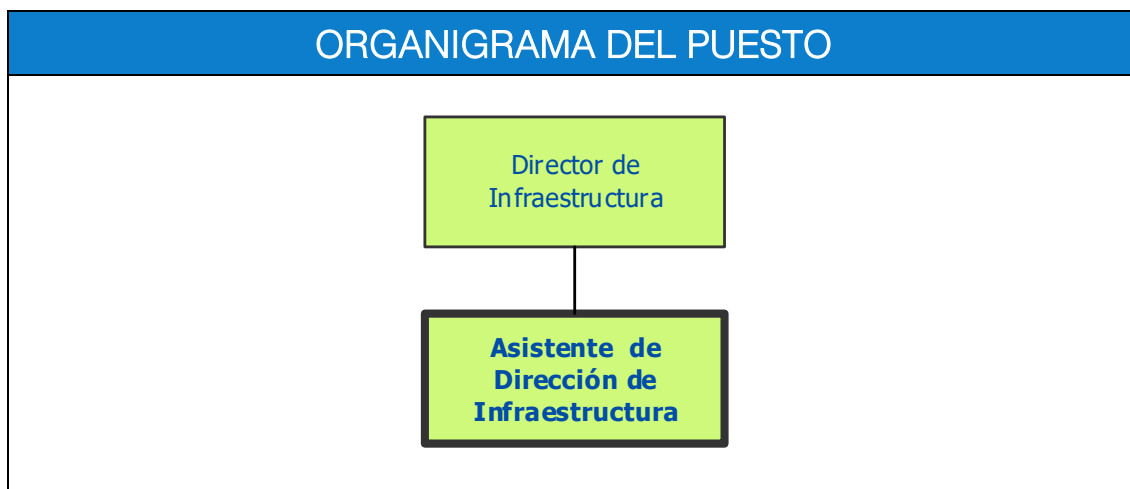 ORGANIGRAMA DEL PUESTO
Director de
Infraestructura
Asistente de
Dirección de
Infraestructura